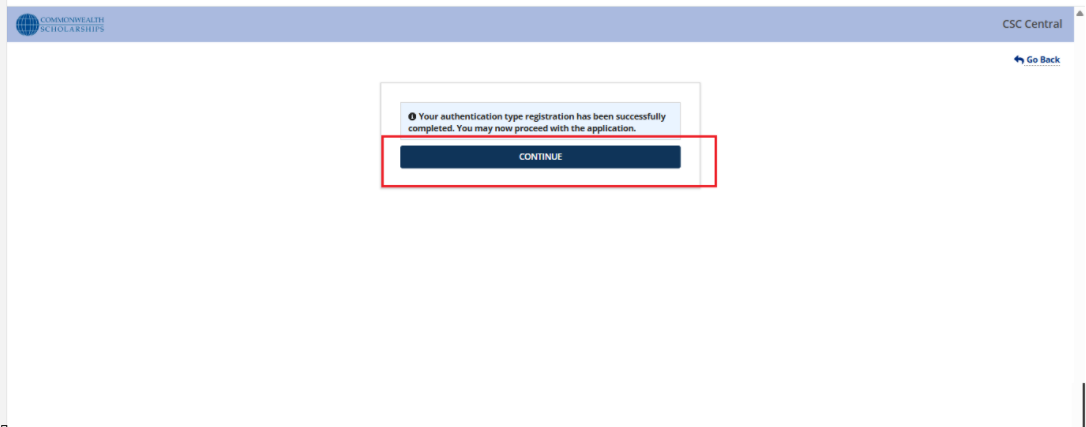 COMMONWEALTH
SCHOLARSHIPS
CSC Central
Go Back
Your authentication type registration has been successfully
completed. You may now proceed with the application.
CONTINUE